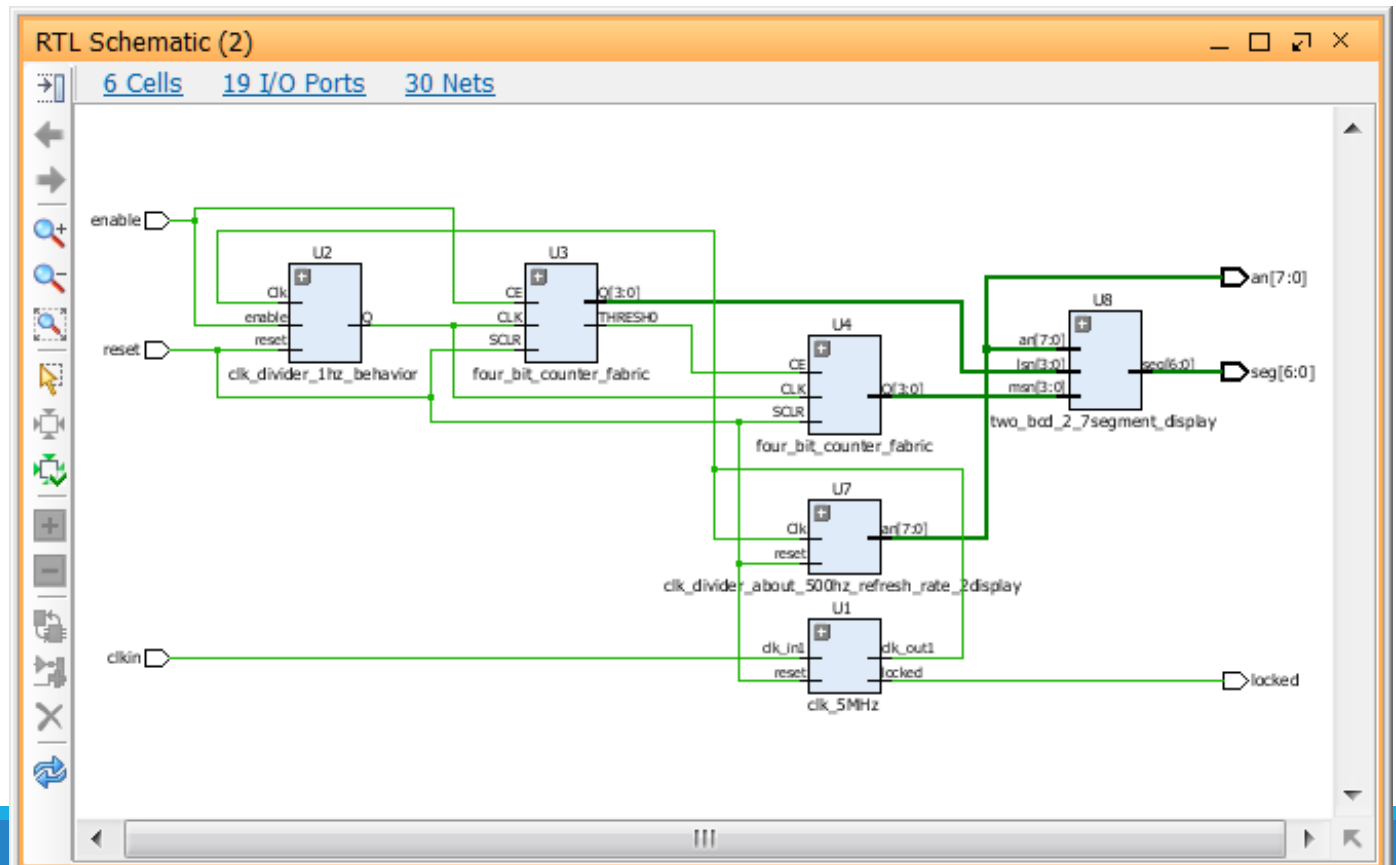 RTL Schematic (2)
6 Cells 19 I/O Ports 30 Nets
enable
reset
clkin
U2
Clk
enable
reset
Q
clk_divider_1hz_behavior
U3
CE
CLK
SCLR
Q[3:0]
THRESH0
four_bit_counter_fabric
U4
CE
CLK
SCLR
Q[3:0]
four_bit_counter_fabric
U7
Clk
reset
an[7:0]
clk_divider_about_500hz_refresh_rate_2display
U1
clk_in1
reset
clk_out1
locked
clk_5MHz
U8
an[7:0]
lsn[3:0]
msn[3:0]
seg[6:0]
two_bcd_2_7segment_display
an[7:0]
seg[6:0]
locked